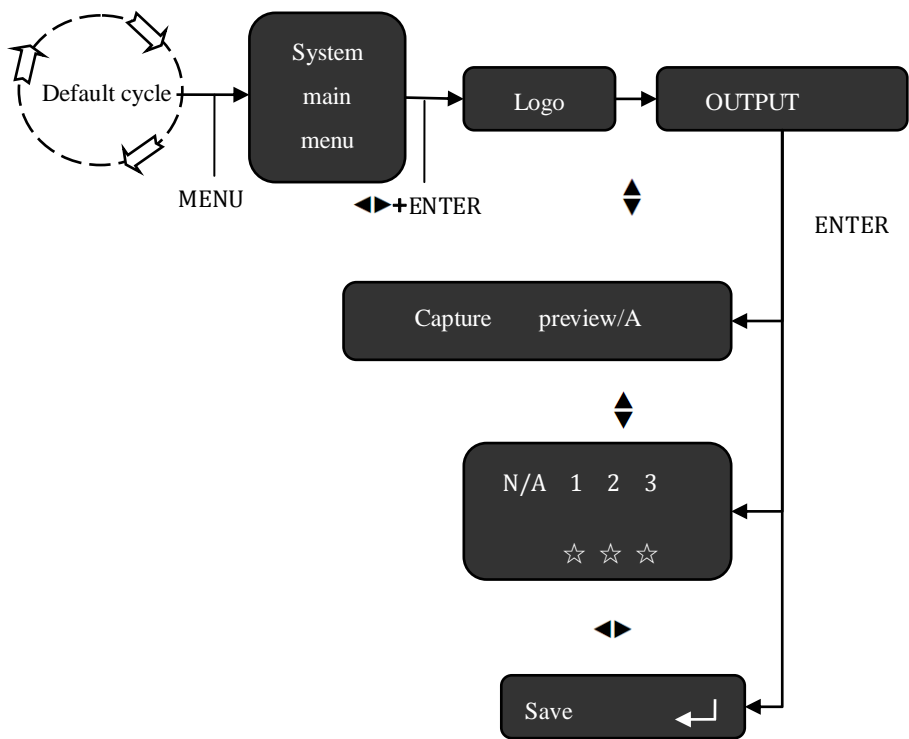 Default cycle
System
main
menu
Logo
OUTPUT
MENU
◀▶+ENTER
▲
▼
ENTER
Capture preview/A
▲
▼
N/A 1 2 3
☆ ☆ ☆
◀▶
Save